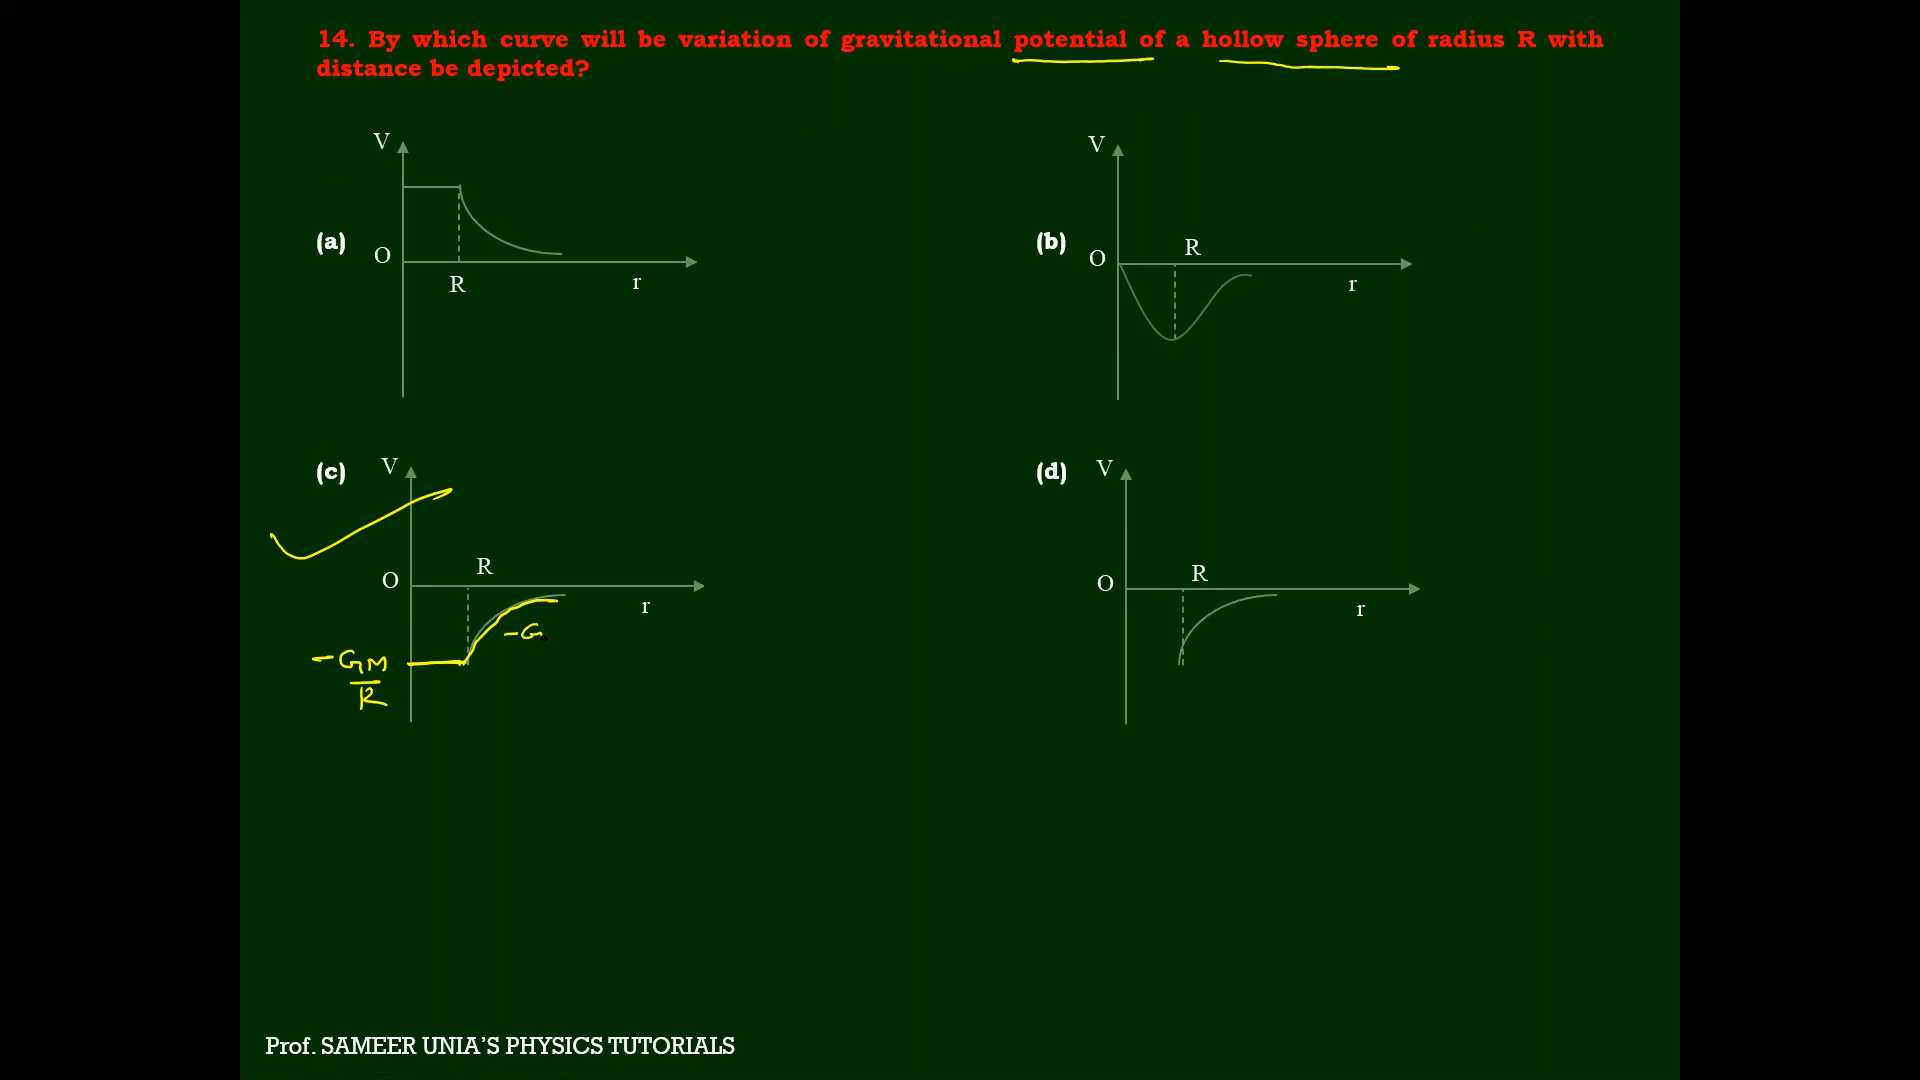 14. By which curve will be variation of gravitational potential of a hollow sphere of radius R with
distance be depicted?
V
(a)
O
R
r
V
(b)
O
R
r
(c)
V
O
R
r
-G
-GM
R
(d)
V
O
R
r
Prof. SAMEER UNIA'S PHYSICS TUTORIALS